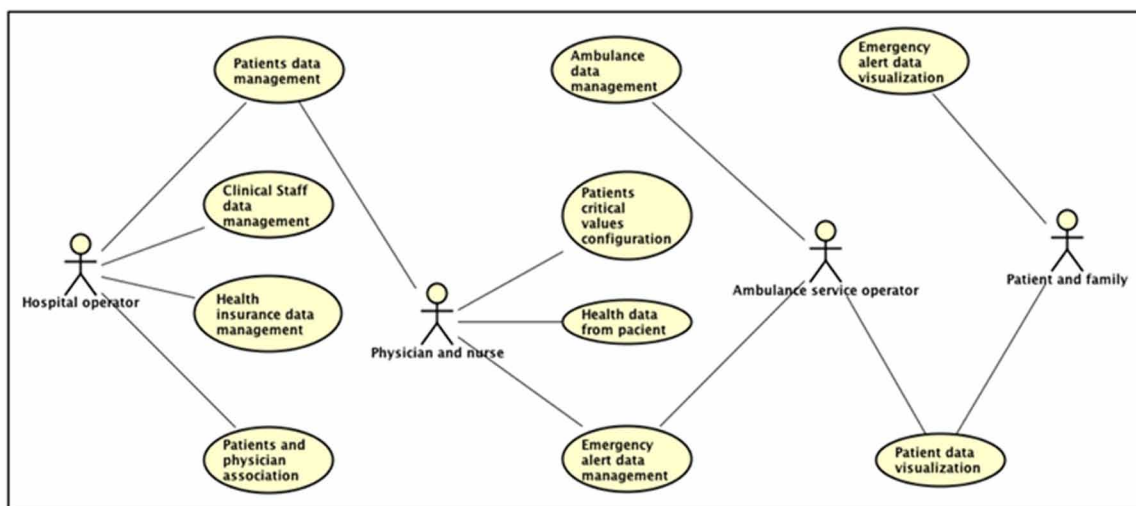 Patients data
management
Ambulance
data
management
Emergency
alert data
visualization
Clinical Staff
data
management
Patients
critical
values
configuration
Hospital operator
Health
insurance data
management
Physician and nurse
Health data
from pacient
Ambulance service operator
Patient and family
Patients and
physician
association
Emergency
alert data
management
Patient data
visualization